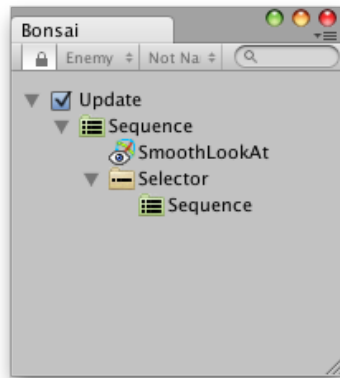 Bonsai
Enemy Not Na
Update
Sequence
SmoothLookAt
Selector
Sequence